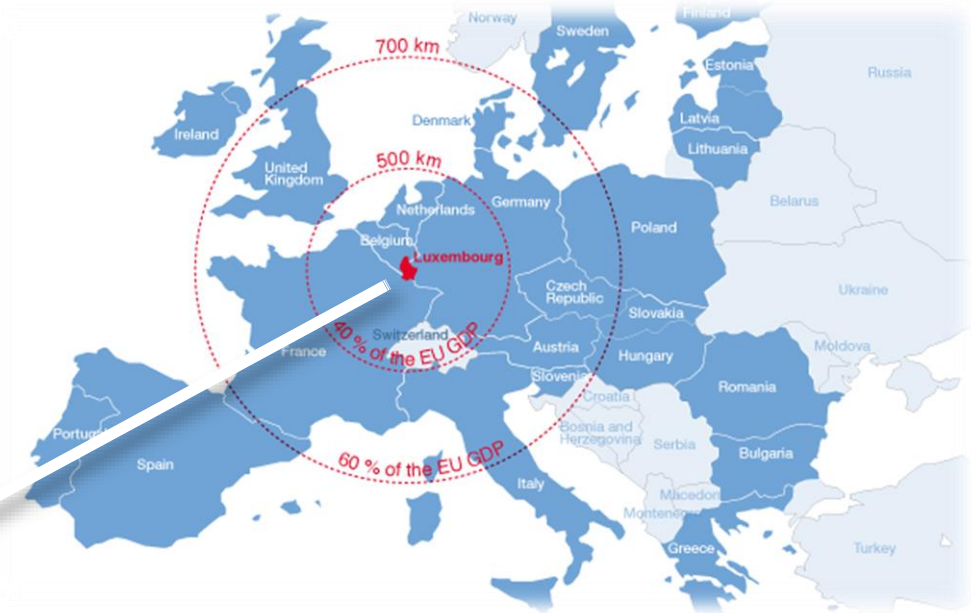 Norway
Sweden
Finland
700 km
Estonia
Russia
Latvia
Denmark
Ireland
Lithuania
500 km
United
Kingdom
Netherlands
Germany
Belarus
Poland
Belgium
Luxembourg
Czech
Republic
Ukraine
Slovakia
40 % of the EU GDP
Switzerland
France
Austria
Hungary
Moldova
Slovenia
Romania
Croatia
Portugal
Bosnia and
Herzegovina
Serbia
Bulgaria
Spain
60 % of the EU GDP
Italy
Macedon
Montenegro
Greece
Turkey